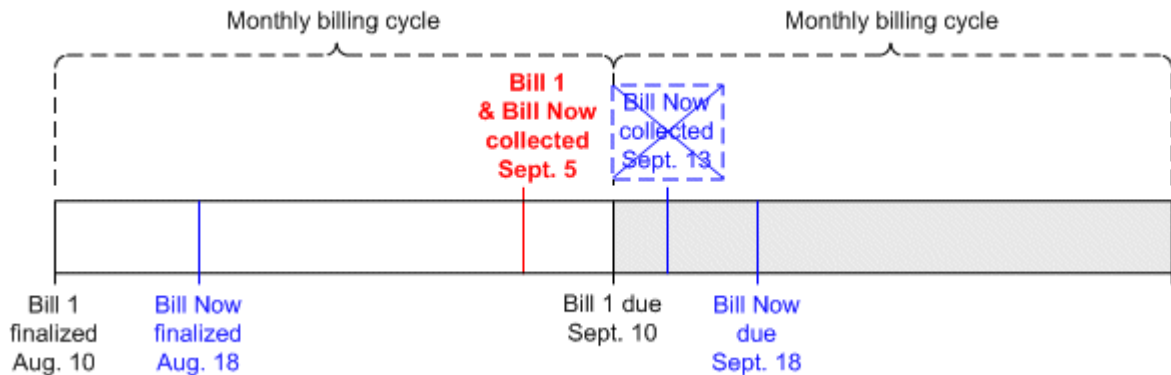 Monthly billing cycle
Monthly billing cycle
Bill 1
& Bill Now
collected
Sept. 5
Bill Now
collected
Sept. 13
Bill 1
finalized
Aug. 10
Bill Now
finalized
Aug. 18
Bill 1 due
Sept. 10
Bill Now
due
Sept. 18